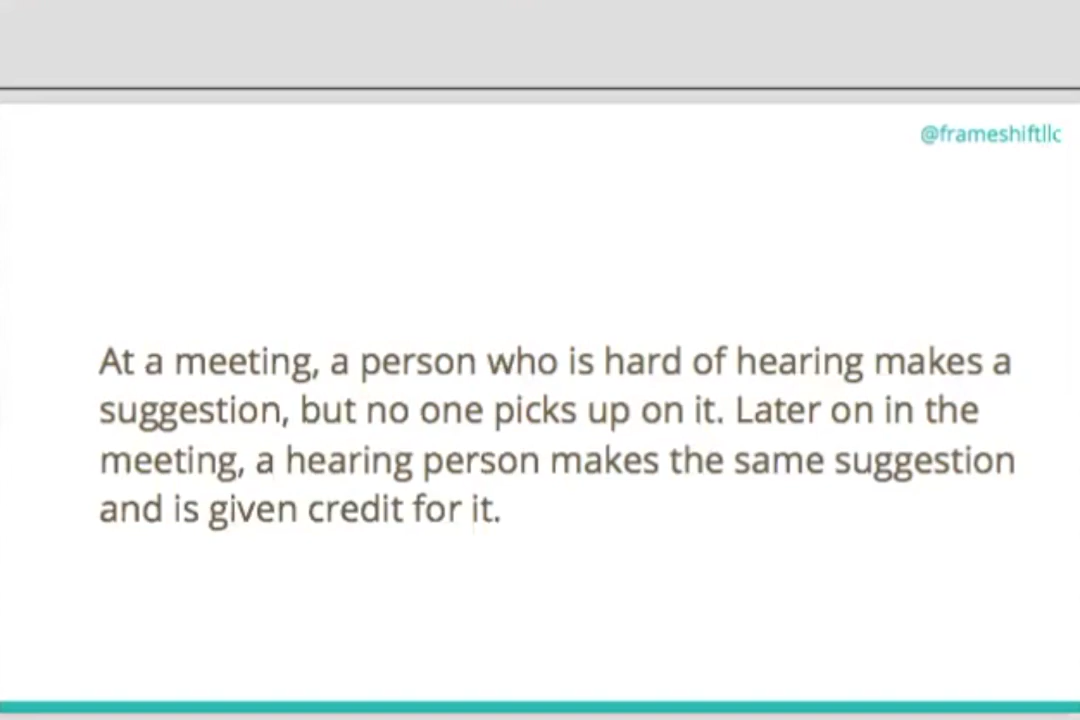 @frameshiftllc
At a meeting, a person who is hard of hearing makes a
suggestion, but no one picks up on it. Later on in the
meeting, a hearing person makes the same suggestion
and is given credit for it.